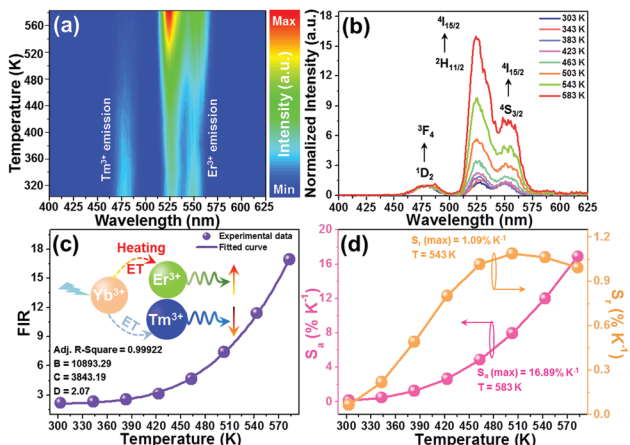 (a)
Temperature (K)
560
520
480
440
400
360
320
Tm³⁺ emission
Er³⁺ emission
400 425 450 475 500 525 550 575 600 625
Wavelength (nm)
Max
Intensity (a.u.)
Min
(b)
Normalized Intensity (a.u.)
16
14
12
10
8
6
4
2
0
⁴I₁₅/₂
²H₁₁/₂
⁴I₁₅/₂
⁴S₃/₂
³F₄
¹D₂
303 K
343 K
383 K
423 K
463 K
503 K
543 K
583 K
400 425 450 475 500 525 550 575 600 625
Wavelength (nm)
(c)
Experimental data
Fitted curve
FIR
18
15
12
9
6
3
Heating
ET
Yb³⁺
Er³⁺
ET
Tm³⁺
Adj. R-Square = 0.99922
B = 10893.29
C = 3843.19
D = 2.07
300 330 360 390 420 450 480 510 540 570
Temperature (K)
(d)
Sₐ (% K⁻¹)
20
16
12
8
4
0
Sᵣ (max) = 1.09% K⁻¹
T = 543 K
Sₐ (max) = 16.89% K⁻¹
T = 583 K
1.2
0.9
0.6
0.3
0.0
Sᵣ (% K⁻¹)
300 330 360 390 420 450 480 510 540 570
Temperature (K)